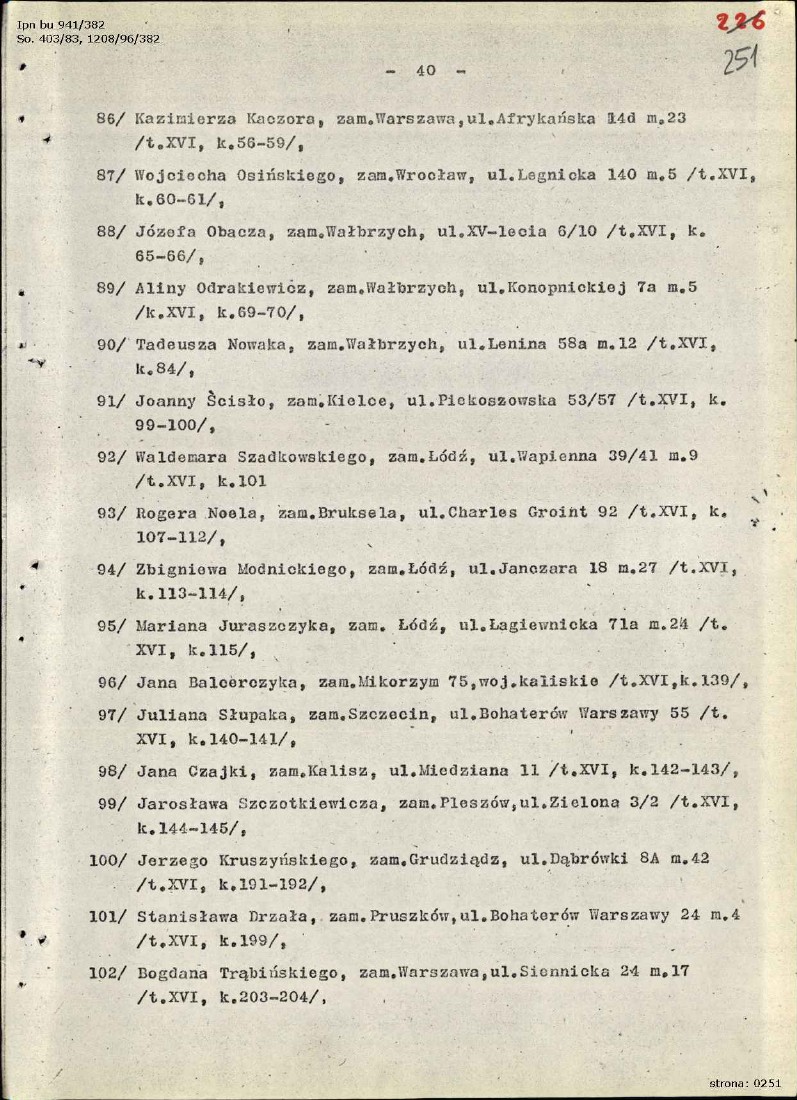 Ipn bu 941/382
So. 403/83, 1208/96/382
226
251
- 40 -
86/ Kazimierza Kaczora, zam.Warszawa,ul.Afrykańska 14d m.23
/t.XVI, k.56-59/,
87/ Wojciecha Osińskiego, zam.Wrocław, ul.Legnicka 140 m.5 /t.XVI,
k.60-61/,
88/ Józefa Obacza, zam.Wałbrzych, ul.XV-lecia 6/10 /t.XVI, k.
65-66/,
89/ Aliny Odrakiewicz, zam.Wałbrzych, ul.Konopnickiej 7a m.5
/k.XVI, k.69-70/,
90/ Tadeusza Nowaka, zam.Wałbrzych, ul.Lenina 58a m.12 /t.XVI,
k.84/,
91/ Joanny Ścisło, zam.Kielce, ul.Piekoszowska 53/57 /t.XVI, k.
99-100/,
92/ Waldemara Szadkowskiego, zam.Łódź, ul.Wapienna 39/41 m.9
/t.XVI, k.101
93/ Rogera Noela, zam.Bruksela, ul.Charles Groint 92 /t.XVI, k.
107-112/,
94/ Zbigniewa Modnickiego, zam.Łódź, ul.Janczara 18 m.27 /t.XVI,
k.113-114/,
95/ Mariana Juraszczyka, zam. Łódź, ul.Łagiewnicka 71a m.24 /t.
XVI, k.115/,
96/ Jana Balcerczyka, zam.Mikorzym 75,woj.kaliskie /t.XVI,k.139/,
97/ Juliana Słupaka, zam.Szczecin, ul.Bohaterów Warszawy 55 /t.
XVI, k.140-141/,
98/ Jana Czajki, zam.Kalisz, ul.Miedziana 11 /t.XVI, k.142-143/,
99/ Jarosława Szczotkiewicza, zam.Pleszów,ul.Zielona 3/2 /t.XVI,
k.144-145/,
100/ Jerzego Kruszyńskiego, zam.Grudziądz, ul.Dąbrówki 8A m.42
/t.XVI, k.191-192/,
101/ Stanisława Drzała, zam.Pruszków,ul.Bohaterów Warszawy 24 m.4
/t.XVI, k.199/,
102/ Bogdana Trąbińskiego, zam.Warszawa,ul.Siennicka 24 m.17
/t.XVI, k.203-204/,
strona: 0251